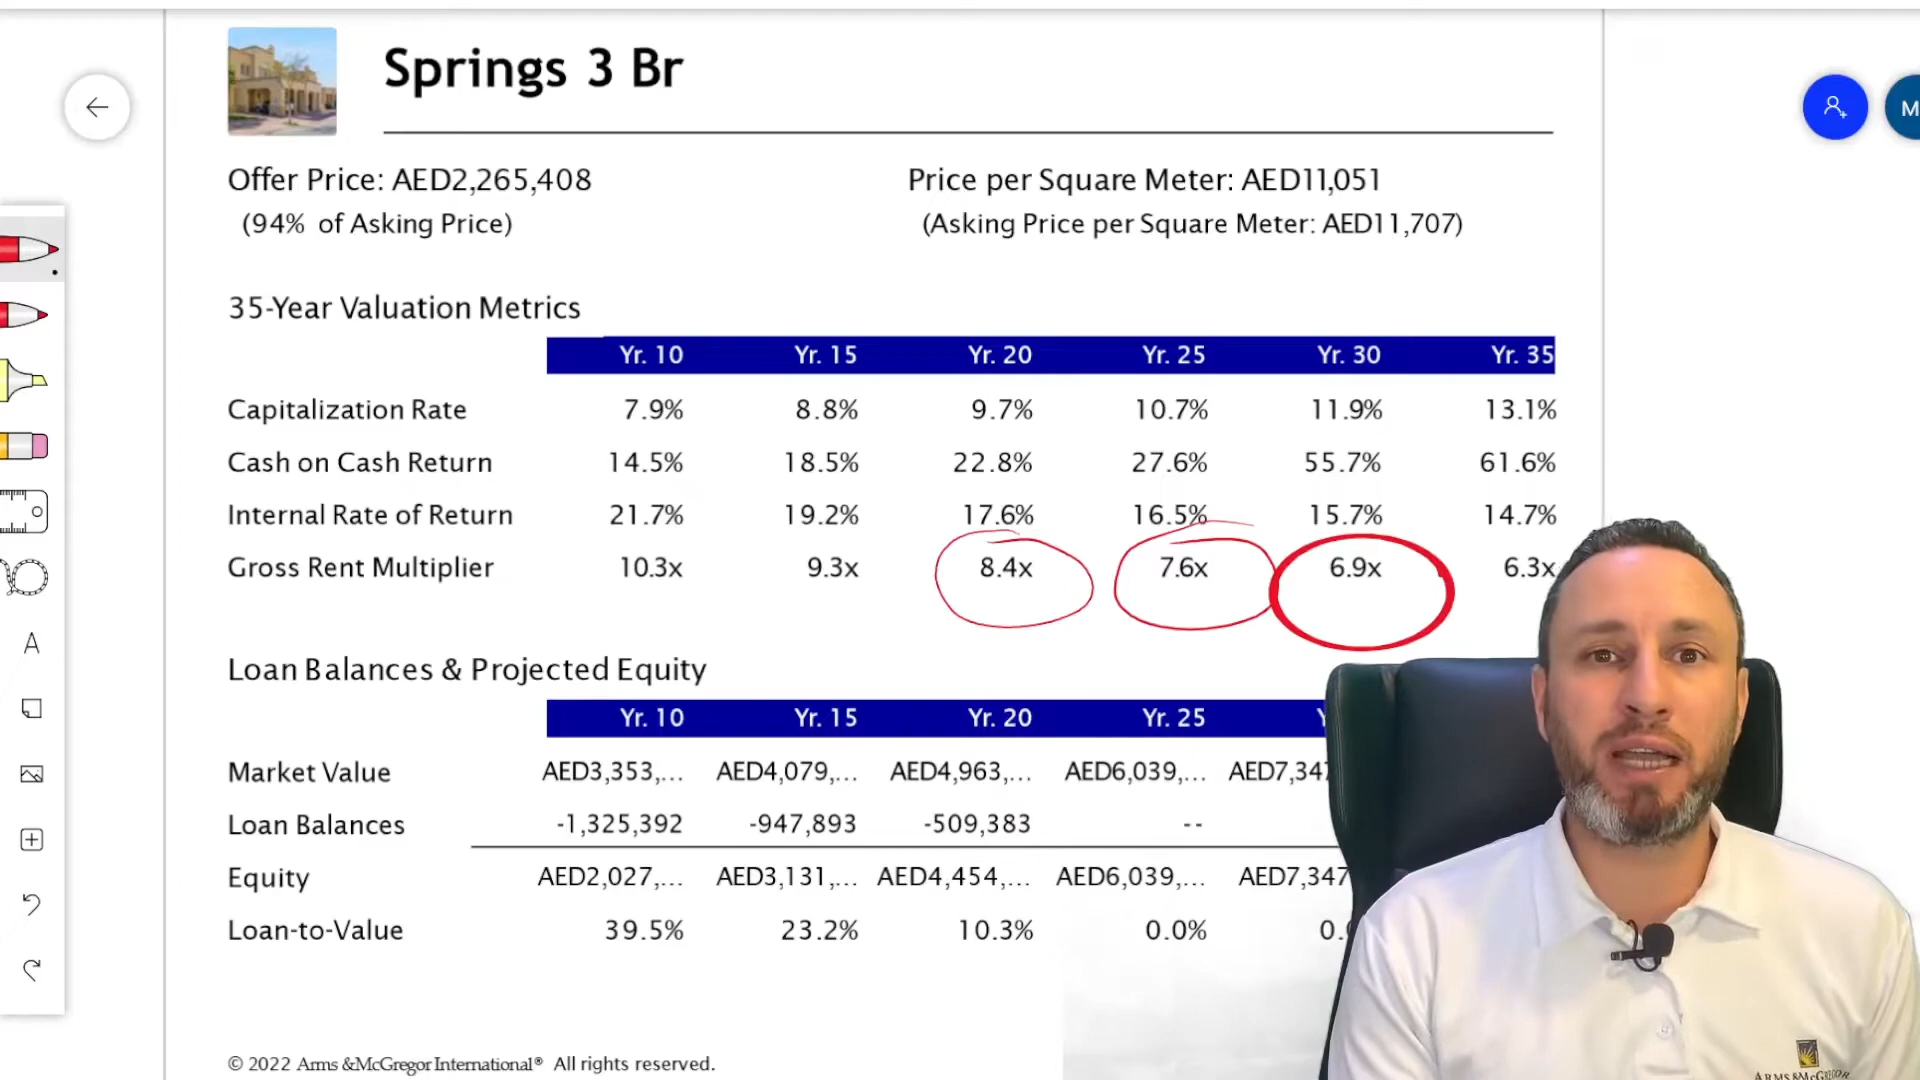 Springs 3 Br
M
Offer Price: AED2,265,408 Price per Square Meter: AED11,051
(94% of Asking Price) (Asking Price per Square Meter: AED11,707)
35-Year Valuation Metrics
Yr. 10 Yr. 15 Yr. 20 Yr. 25 Yr. 30 Yr. 35
Capitalization Rate 7.9% 8.8% 9.7% 10.7% 11.9% 13.1%
Cash on Cash Return 14.5% 18.5% 22.8% 27.6% 55.7% 61.6%
Internal Rate of Return 21.7% 19.2% 17.6% 16.5% 15.7% 14.7%
Gross Rent Multiplier 10.3x 9.3x 8.4x 7.6x 6.9x 6.3x
A
Loan Balances & Projected Equity
Yr. 10 Yr. 15 Yr. 20 Yr. 25
Market Value AED3,353,... AED4,079,... AED4,963,... AED6,039,... AED7,347
Loan Balances -1,325,392 -947,893 -509,383 --
Equity AED2,027,... AED3,131,... AED4,454,... AED6,039,... AED7,347
Loan-to-Value 39.5% 23.2% 10.3% 0.0% 0.
© 2022 Arms &McGregor International® All rights reserved.
ARMS &McGREGOR